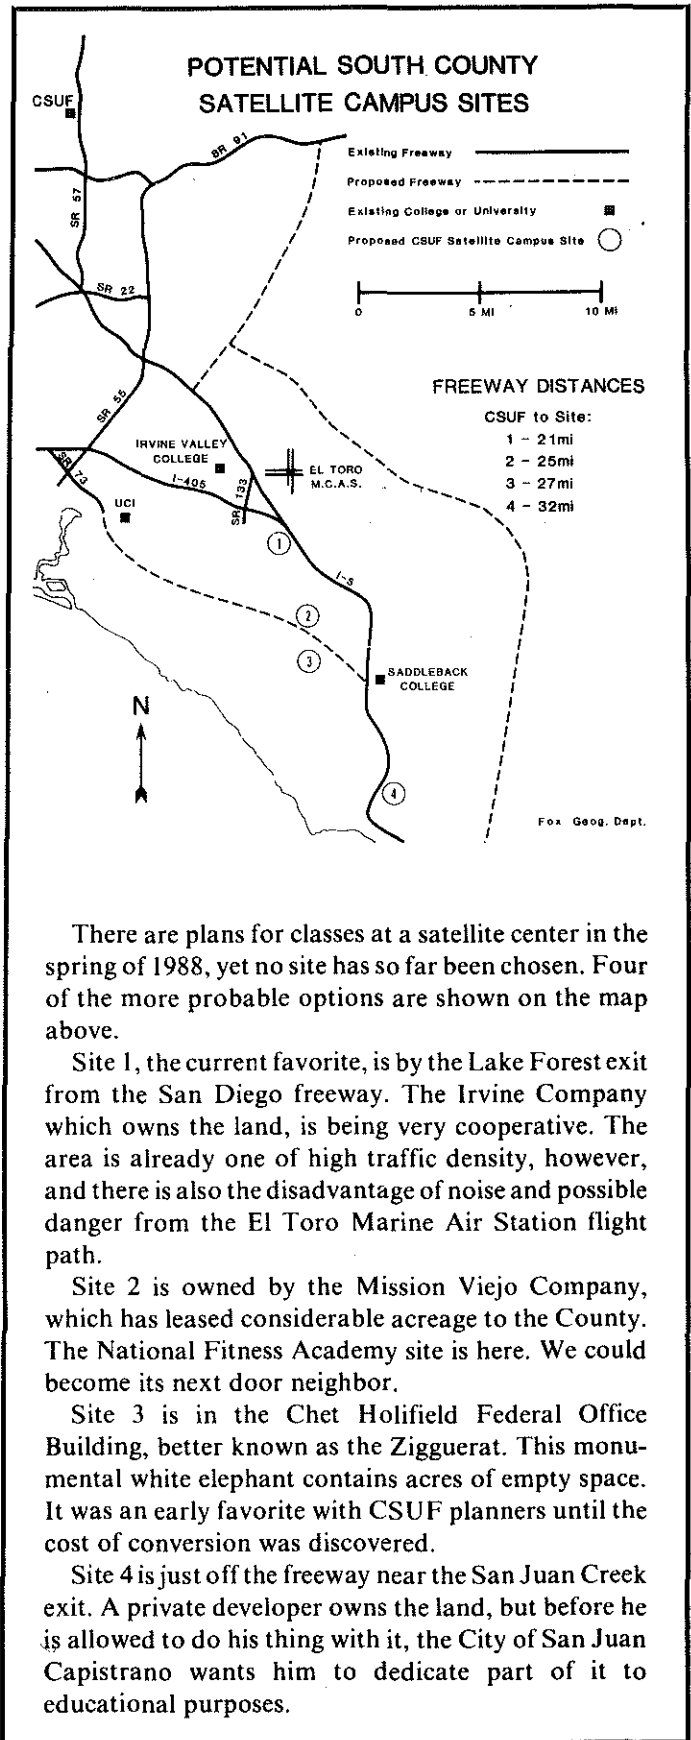 POTENTIAL SOUTH COUNTY
SATELLITE CAMPUS SITES
CSUF
SR 91
Existing Freeway
Proposed Freeway
SR 57
Existing College or University
Proposed CSUF Satellite Campus Site
SR 22
0 5 MI 10 MI
FREEWAY DISTANCES
CSUF to Site:
1 - 21mi
2 - 25mi
3 - 27mi
4 - 32mi
SR 55
IRVINE VALLEY
COLLEGE
SR 73
I-405
SR 133
EL TORO
M.C.A.S.
UCI
1
I-5
2
3
SADDLEBACK
COLLEGE
N
4
Fox Geog. Dept.
There are plans for classes at a satellite center in the
spring of 1988, yet no site has so far been chosen. Four
of the more probable options are shown on the map
above.
Site 1, the current favorite, is by the Lake Forest exit
from the San Diego freeway. The Irvine Company
which owns the land, is being very cooperative. The
area is already one of high traffic density, however,
and there is also the disadvantage of noise and possible
danger from the El Toro Marine Air Station flight
path.
Site 2 is owned by the Mission Viejo Company,
which has leased considerable acreage to the County.
The National Fitness Academy site is here. We could
become its next door neighbor.
Site 3 is in the Chet Holifield Federal Office
Building, better known as the Zigguerat. This monu-
mental white elephant contains acres of empty space.
It was an early favorite with CSUF planners until the
cost of conversion was discovered.
Site 4 is just off the freeway near the San Juan Creek
exit. A private developer owns the land, but before he
is allowed to do his thing with it, the City of San Juan
Capistrano wants him to dedicate part of it to
educational purposes.